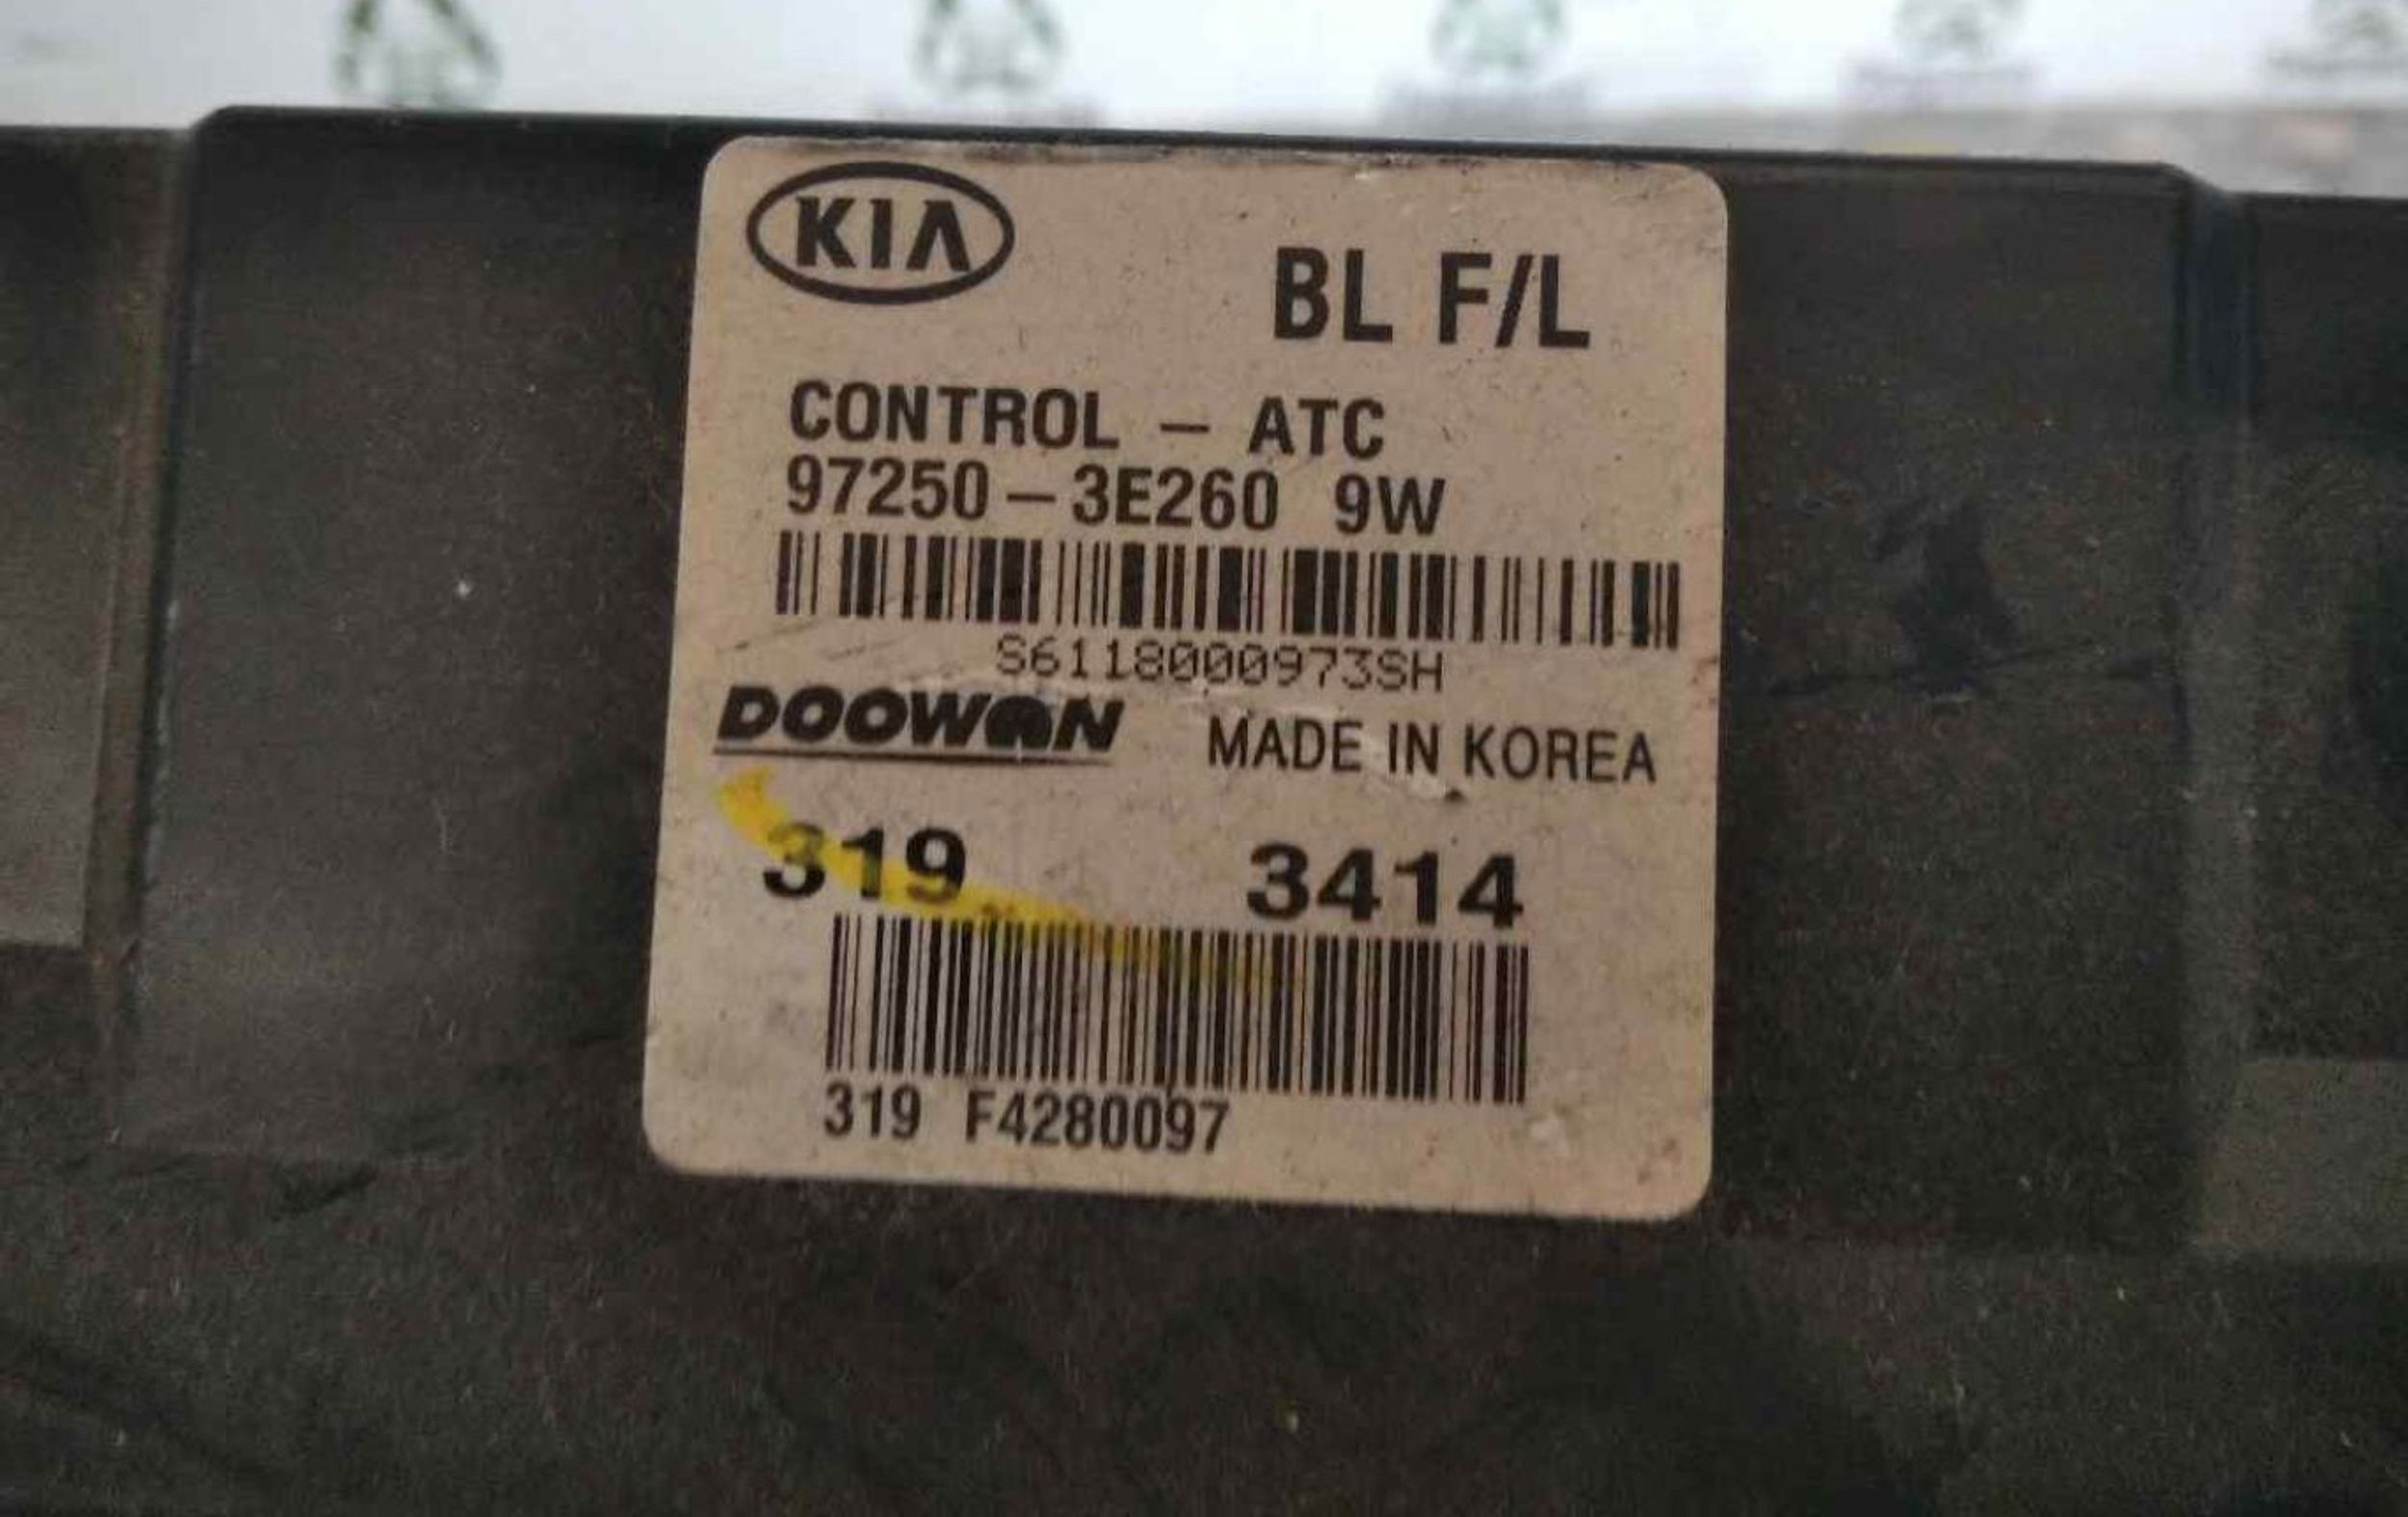 KIA
BL F/L
CONTROL – ATC
97250–3E260 9W
S6118000973SH
DOOWON MADE IN KOREA
319 3414
319 F4280097